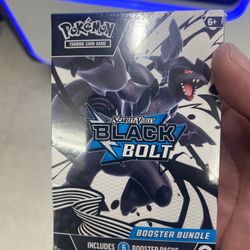 POKÉMON
TRADING CARD GAME
6+
SCARLET & VIOLET
BLACK
BOLT
BOOSTER BUNDLE
INCLUDES 6 BOOSTER PACKS